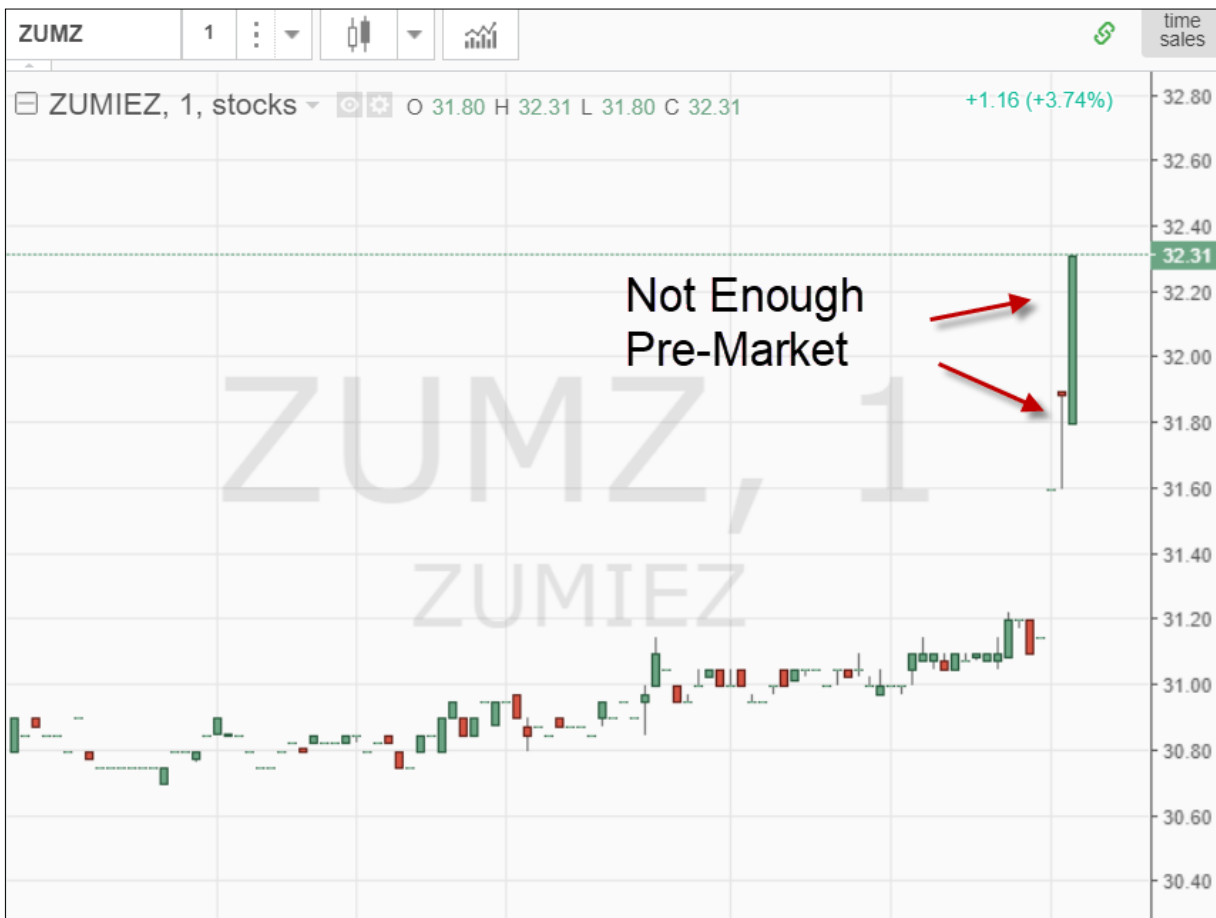 ZUMZ 1 time
sales
ZUMIEZ, 1, stocks O 31.80 H 32.31 L 31.80 C 32.31 +1.16 (+3.74%)
32.80
32.60
32.40
32.31
Not Enough
Pre-Market
32.20
32.00
31.80
ZUMZ, 1
31.60
31.40
ZUMIEZ
31.20
31.00
30.80
30.60
30.40